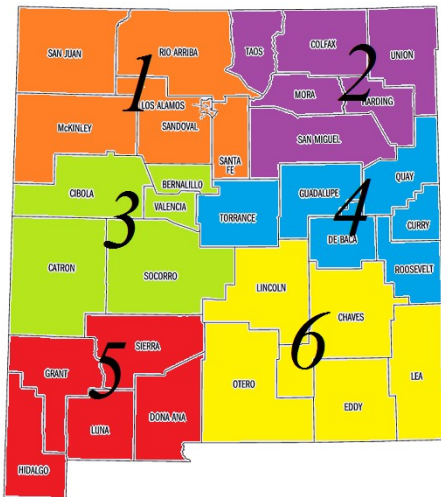 SAN JUAN
RIO ARRIBA
TAOS
COLFAX
UNION
1
2
LOS ALAMOS
MORA
HARDING
McKINLEY
SANDOVAL
SAN MIGUEL
SANTA
FE
BERNALILLO
QUAY
CIBOLA
VALENCIA
GUADALUPE
3
4
TORRANCE
CURRY
DE BACA
CATRON
SOCORRO
ROOSEVELT
LINCOLN
CHAVES
5
SIERRA
6
GRANT
OTERO
LEA
LUNA
DONA ANA
EDDY
HIDALGO